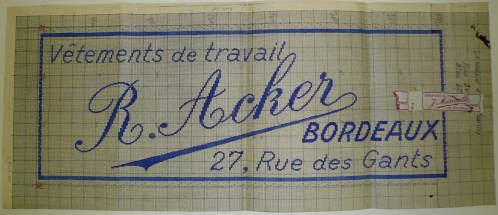 Vêtements de travail
R. Acker
BORDEAUX
27, Rue des Gants